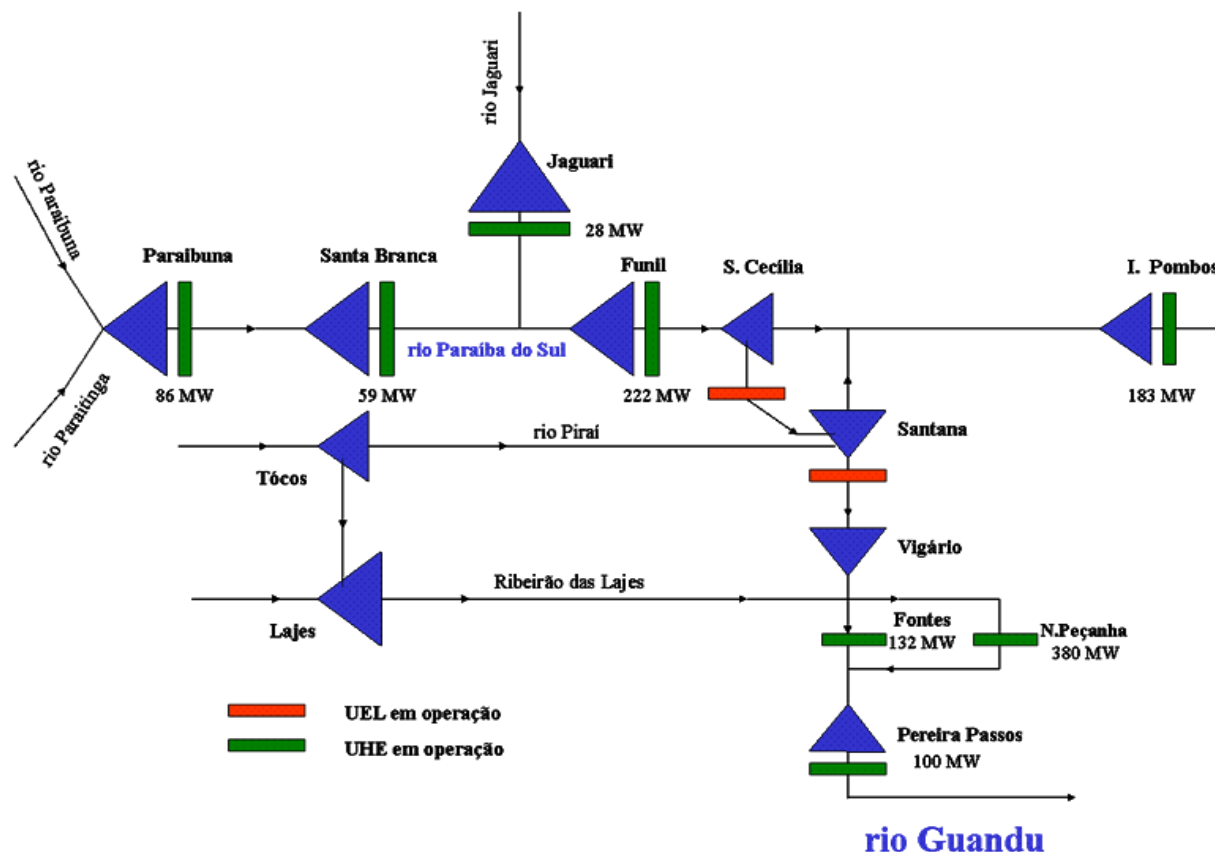 rio Jaguari
Jaguari
28 MW
rio Paraibuna
Paraibuna
Santa Branca
Funil
S. Cecília
I. Pombos
rio Paraíba do Sul
rio Paraitinga
86 MW
59 MW
222 MW
183 MW
Santana
rio Piraí
Tócos
Vigário
Ribeirão das Lajes
Lajes
Fontes
132 MW
N.Peçanha
380 MW
UEL em operação
UHE em operação
Pereira Passos
100 MW
rio Guandu